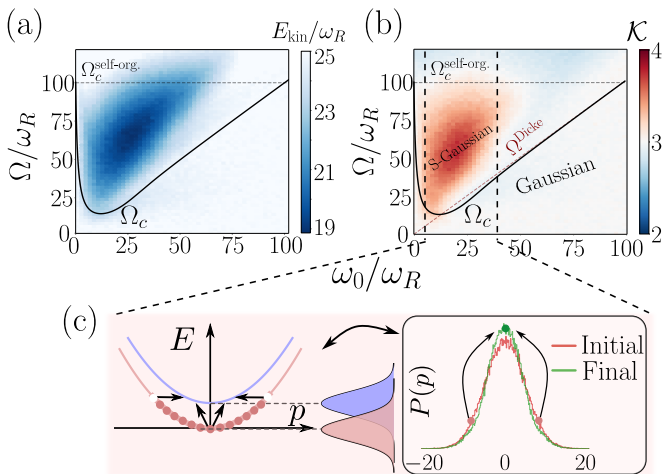 (a)
E_kin/ω_R
Ω_c^self-org.
Ω/ω_R
100
75
50
25
0
Ω_c
0 25 50 75 100
25
23
21
19
(b)
𝒦
Ω_c^self-org.
Ω/ω_R
100
75
50
25
0
S-Gaussian
Ω^Dicke
Gaussian
Ω_c
0 25 50 75 100
4
3
2
ω_0/ω_R
(c)
E
p
P(p)
Initial
Final
−20 0 20